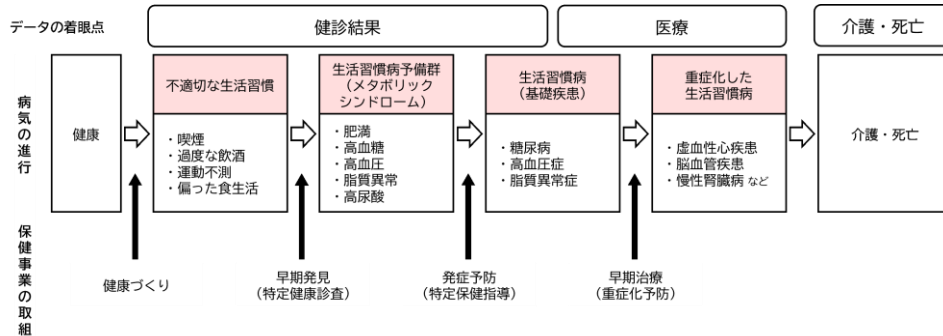 データの着眼点
健診結果
医療
介護・死亡
病気の進行
健康
不適切な生活習慣
・喫煙
・過度な飲酒
・運動不測
・偏った食生活
生活習慣病予備群
(メタボリック
シンドローム)
・肥満
・高血糖
・高血圧
・脂質異常
・高尿酸
生活習慣病
(基礎疾患)
・糖尿病
・高血圧症
・脂質異常症
重症化した
生活習慣病
・虚血性心疾患
・脳血管疾患
・慢性腎臓病 など
介護・死亡
保健事業の取組
健康づくり
早期発見
(特定健康診査)
発症予防
(特定保健指導)
早期治療
(重症化予防)